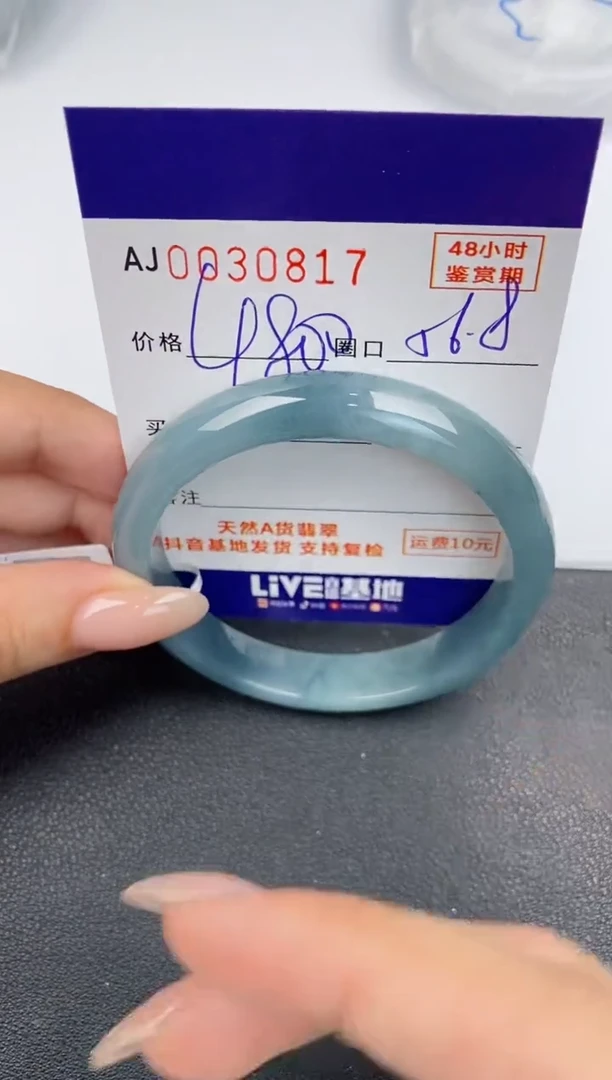 AJ0030817
48小时
鉴赏期
价格 4800 圈口 56.8
买
注
天然A货翡翠
抖音基地发货 支持复检
运费10元
LiVE 基地